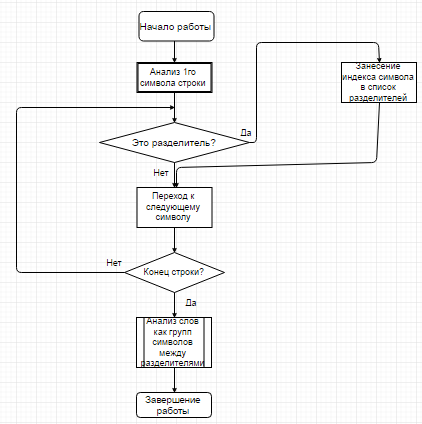 Начало работы
Анализ 1го
символа строки
Занесение
индекса символа
в список
разделителей
Да
Это разделитель?
Нет
Переход к
следующему
символу
Нет
Конец строки?
Да
Анализ слов
как групп
символов
между
разделителями
Завершение
работы